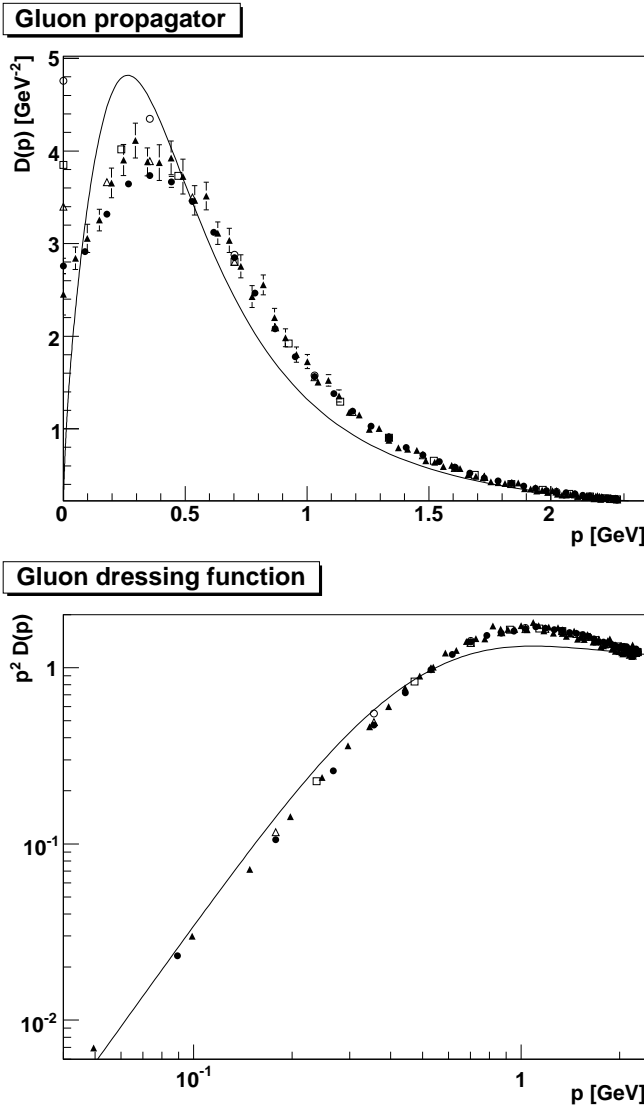 Gluon propagator
D(p) [GeV⁻²]
5
4
3
2
1
0 0.5 1 1.5 2
p [GeV]
Gluon dressing function
p² D(p)
1
10⁻¹
10⁻²
10⁻¹ 1
p [GeV]